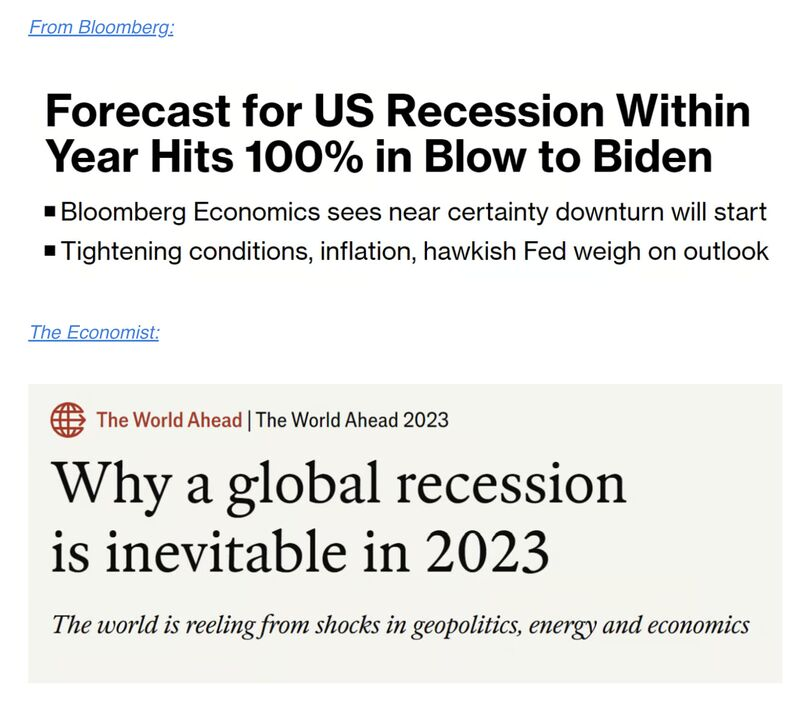 From Bloomberg:
Forecast for US Recession Within
Year Hits 100% in Blow to Biden
■ Bloomberg Economics sees near certainty downturn will start
■ Tightening conditions, inflation, hawkish Fed weigh on outlook
The Economist:
The World Ahead | The World Ahead 2023
Why a global recession
is inevitable in 2023
The world is reeling from shocks in geopolitics, energy and economics